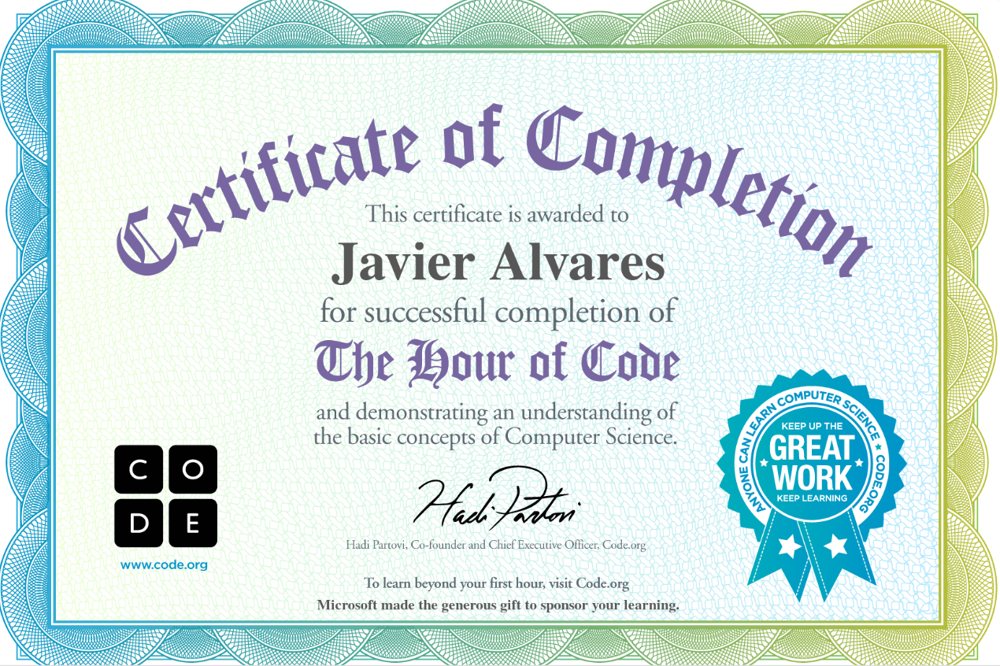 Certificate of Completion
This certificate is awarded to
Javier Alvares
for successful completion of
The Hour of Code
and demonstrating an understanding of
the basic concepts of Computer Science.
C O
D E
www.code.org
Hadi Partovi
Hadi Partovi, Co-founder and Chief Executive Officer, Code.org
To learn beyond your first hour, visit Code.org
Microsoft made the generous gift to sponsor your learning.
ANYONE CAN LEARN COMPUTER SCIENCE ★ CODE.ORG
KEEP UP THE
GREAT
WORK
KEEP LEARNING